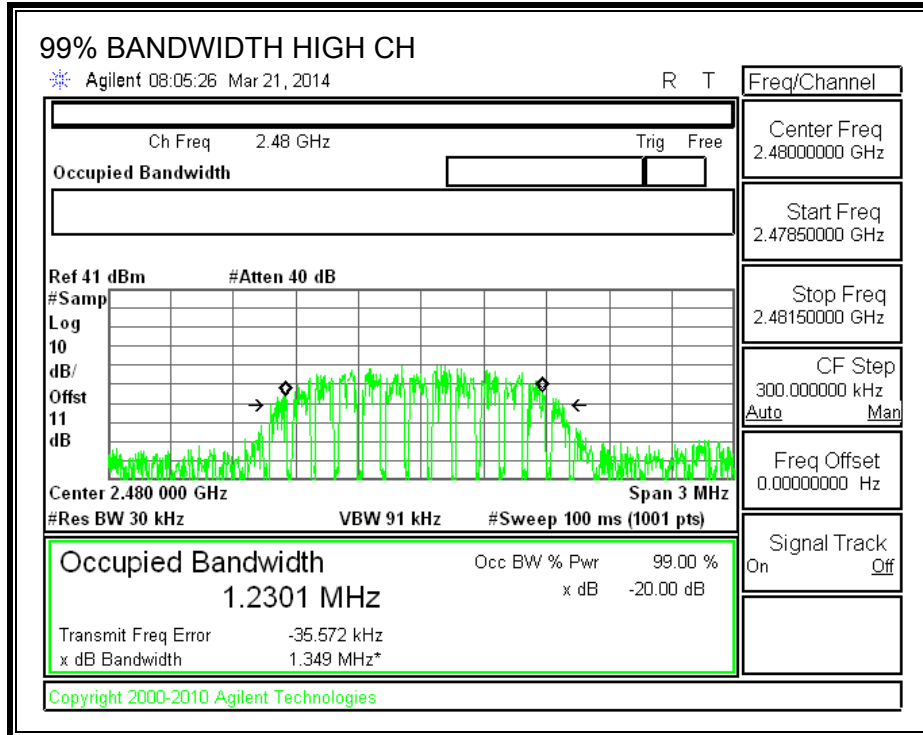 99% BANDWIDTH HIGH CH
Agilent 08:05:26 Mar 21, 2014 R T
Freq/Channel
Ch Freq 2.48 GHz Trig Free
Occupied Bandwidth
Center Freq
2.48000000 GHz
Start Freq
2.47850000 GHz
Stop Freq
2.48150000 GHz
CF Step
300.000000 kHz
Auto Man
Freq Offset
0.00000000 Hz
Signal Track
On Off
Ref 41 dBm #Atten 40 dB
#Samp
Log
10
dB/
Offst
11
dB
Center 2.480 000 GHz Span 3 MHz
#Res BW 30 kHz VBW 91 kHz #Sweep 100 ms (1001 pts)
Occupied Bandwidth
1.2301 MHz
Occ BW % Pwr 99.00 %
x dB -20.00 dB
Transmit Freq Error -35.572 kHz
x dB Bandwidth 1.349 MHz*
Copyright 2000-2010 Agilent Technologies